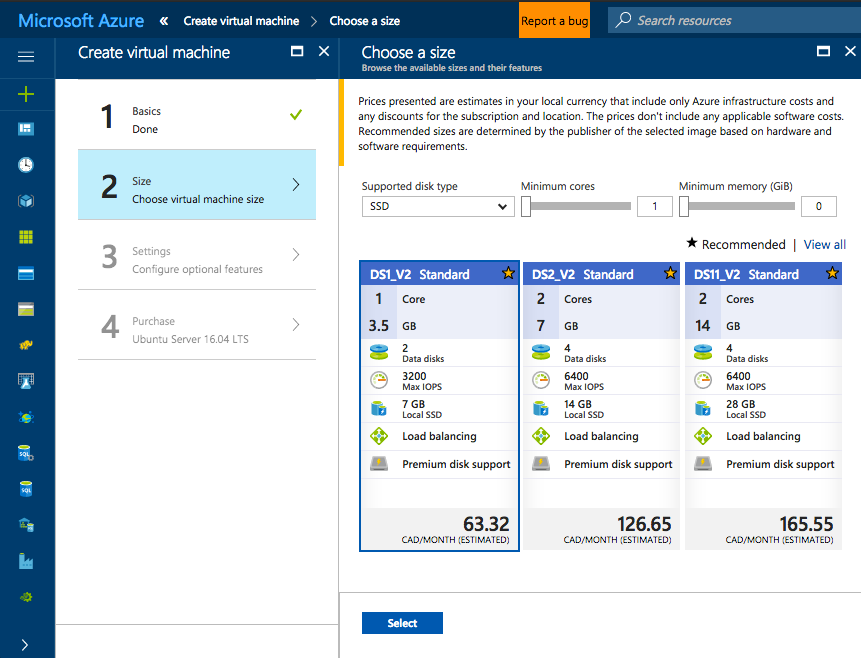 Microsoft Azure « Create virtual machine > Choose a size Report a bug Search resources
Create virtual machine
1 Basics
Done
2 Size
Choose virtual machine size
3 Settings
Configure optional features
4 Purchase
Ubuntu Server 16.04 LTS
Choose a size
Browse the available sizes and their features
Prices presented are estimates in your local currency that include only Azure infrastructure costs and
any discounts for the subscription and location. The prices don't include any applicable software costs.
Recommended sizes are determined by the publisher of the selected image based on hardware and
software requirements.
Supported disk type Minimum cores Minimum memory (GiB)
SSD 1 0
★ Recommended | View all
DS1_V2 Standard
1 Core
3.5 GB
2
Data disks
3200
Max IOPS
7 GB
Local SSD
Load balancing
Premium disk support
63.32
CAD/MONTH (ESTIMATED)
DS2_V2 Standard
2 Cores
7 GB
4
Data disks
6400
Max IOPS
14 GB
Local SSD
Load balancing
Premium disk support
126.65
CAD/MONTH (ESTIMATED)
DS11_V2 Standard
2 Cores
14 GB
4
Data disks
6400
Max IOPS
28 GB
Local SSD
Load balancing
Premium disk support
165.55
CAD/MONTH (ESTIMATED)
Select
SQL
SQL